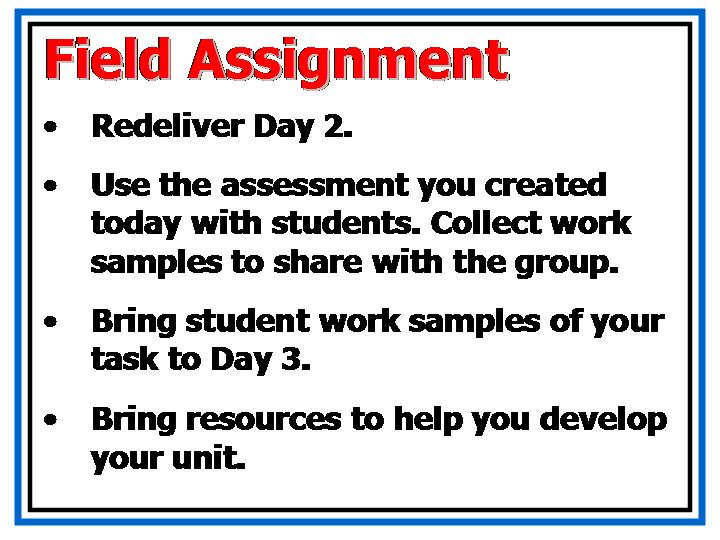 Field Assignment
• Redeliver Day 2.
• Use the assessment you created
today with students. Collect work
samples to share with the group.
• Bring student work samples of your
task to Day 3.
• Bring resources to help you develop
your unit.